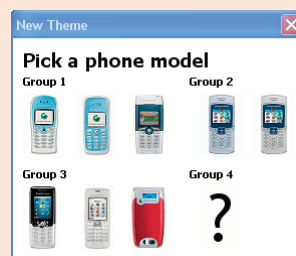 New Theme
Pick a phone model
Group 1 Group 2
Group 3 Group 4
?